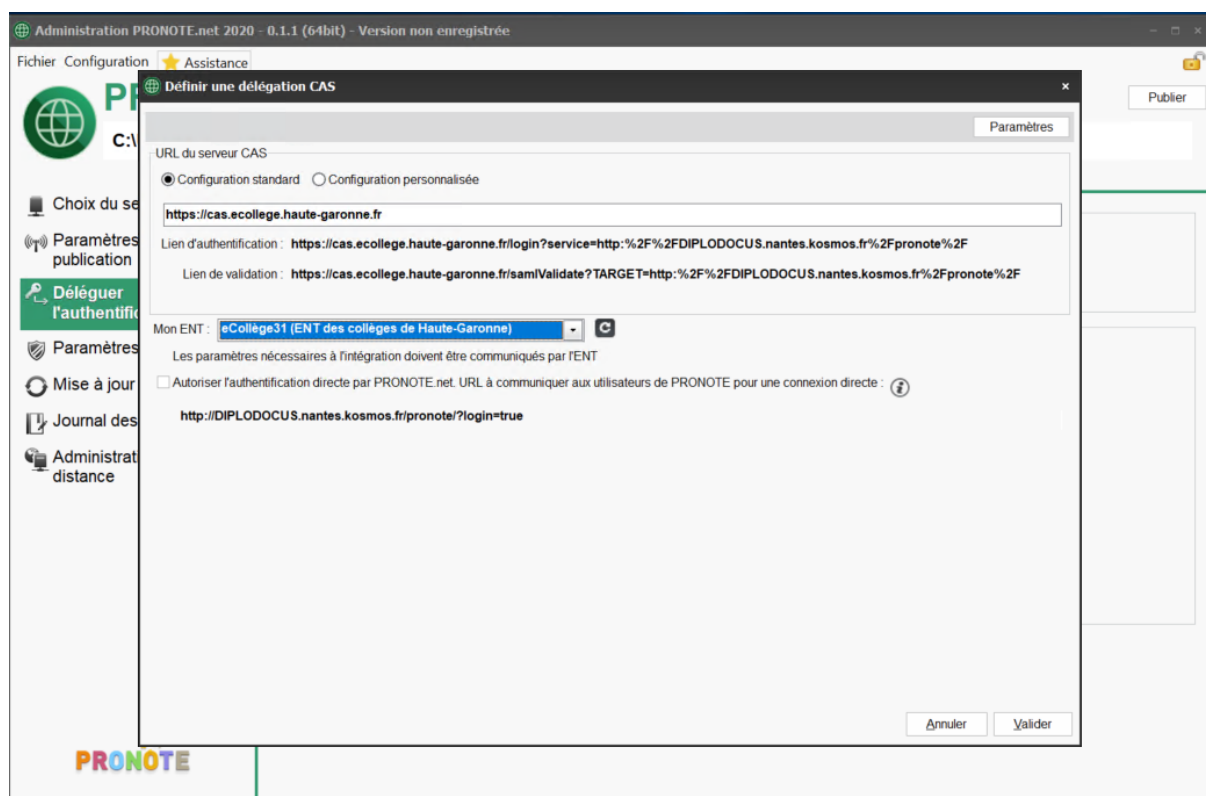 Administration PRONOTE.net 2020 - 0.1.1 (64bit) - Version non enregistrée
Fichier Configuration Assistance
Définir une délégation CAS
Publier
C:\
Paramètres
URL du serveur CAS
Configuration standard Configuration personnalisée
https://cas.ecollege.haute-garonne.fr
Lien d'authentification : https://cas.ecollege.haute-garonne.fr/login?service=http:%2F%2FDIPLODOCUS.nantes.kosmos.fr%2Fpronote%2F
Lien de validation : https://cas.ecollege.haute-garonne.fr/samlValidate?TARGET=http:%2F%2FDIPLODOCUS.nantes.kosmos.fr%2Fpronote%2F
Mon ENT : eCollège31 (ENT des collèges de Haute-Garonne)
Les paramètres nécessaires à l'intégration doivent être communiqués par l'ENT
Autoriser l'authentification directe par PRONOTE.net. URL à communiquer aux utilisateurs de PRONOTE pour une connexion directe :
http://DIPLODOCUS.nantes.kosmos.fr/pronote/?login=true
Annuler Valider
Choix du se
Paramètres
publication
Déléguer
l'authentifi
Paramètres
Mise à jour
Journal des
Administrat
distance
PRONOTE